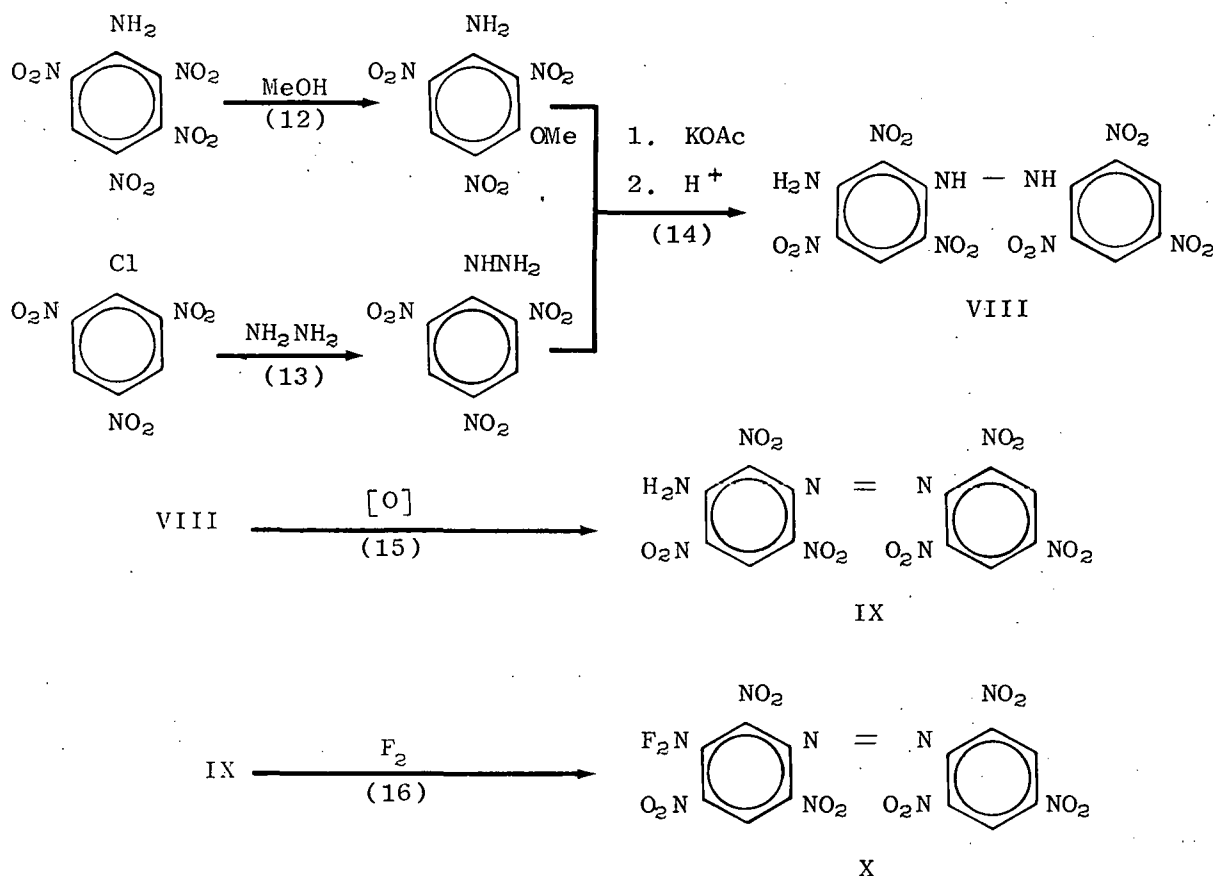 NH₂ NH₂
O₂N NO₂ MeOH O₂N NO₂
(12)
NO₂ OMe
NO₂ NO₂
1. KOAc
2. H⁺
(14)
NO₂ NO₂
H₂N NH — NH
O₂N NO₂ O₂N NO₂
VIII
Cl NHNH₂
O₂N NO₂ NH₂NH₂ O₂N NO₂
(13)
NO₂ NO₂
NO₂ NO₂
VIII [O] H₂N N = N
(15)
O₂N NO₂ O₂N NO₂
IX
NO₂ NO₂
IX F₂ F₂N N = N
(16)
O₂N NO₂ O₂N NO₂
X